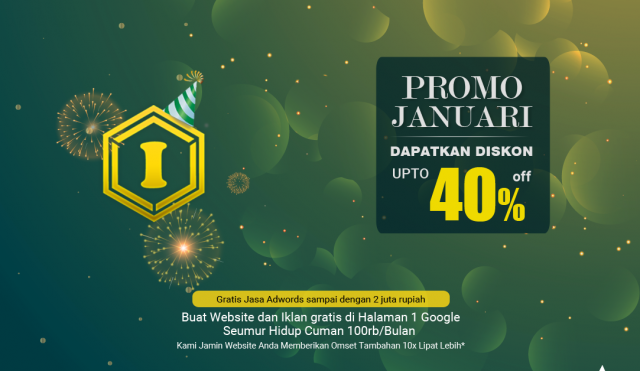 I
PROMO
JANUARI
DAPATKAN DISKON
UPTO 40% off
Gratis Jasa Adwords sampai dengan 2 juta rupiah
Buat Website dan Iklan gratis di Halaman 1 Google
Seumur Hidup Cuman 100rb/Bulan
Kami Jamin Website Anda Memberikan Omset Tambahan 10x Lipat Lebih*